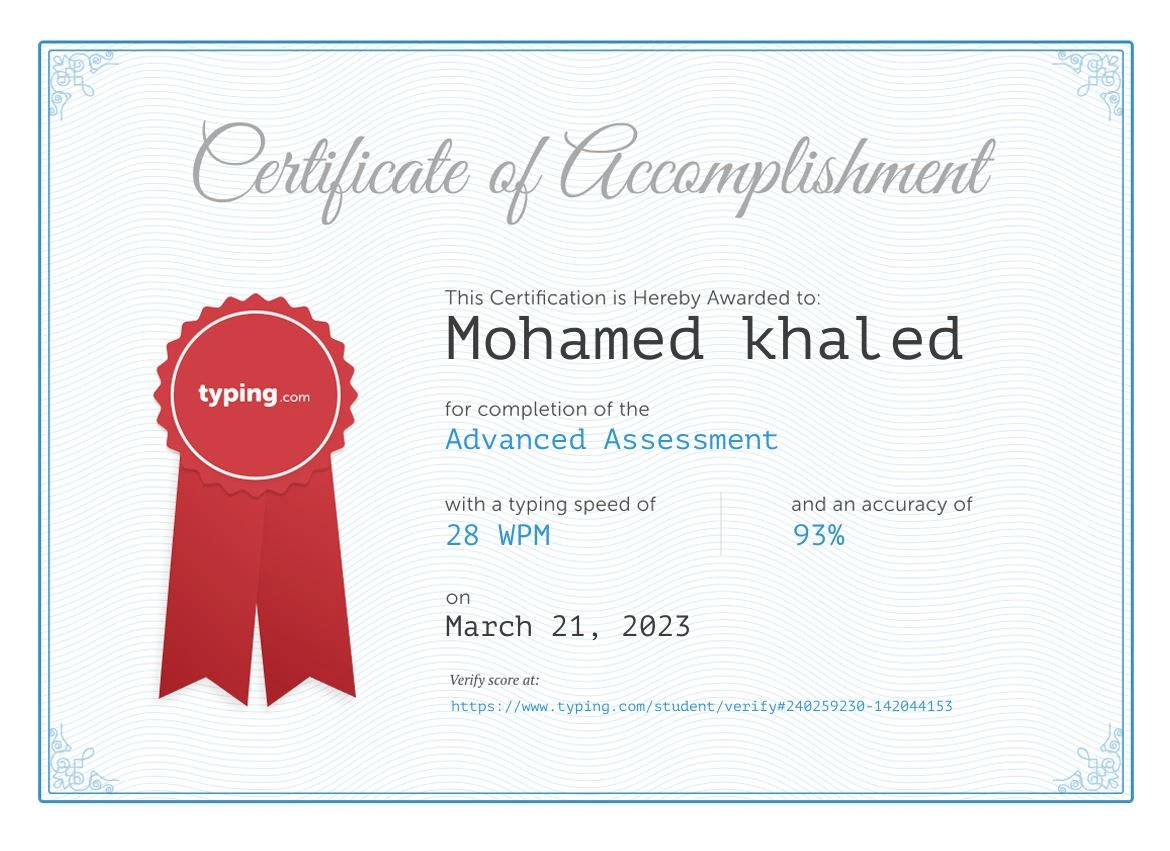 Certificate of Accomplishment
typing.com
This Certification is Hereby Awarded to:
Mohamed khaled
for completion of the
Advanced Assessment
with a typing speed of
28 WPM
and an accuracy of
93%
on
March 21, 2023
Verify score at:
https://www.typing.com/student/verify#240259230-142044153